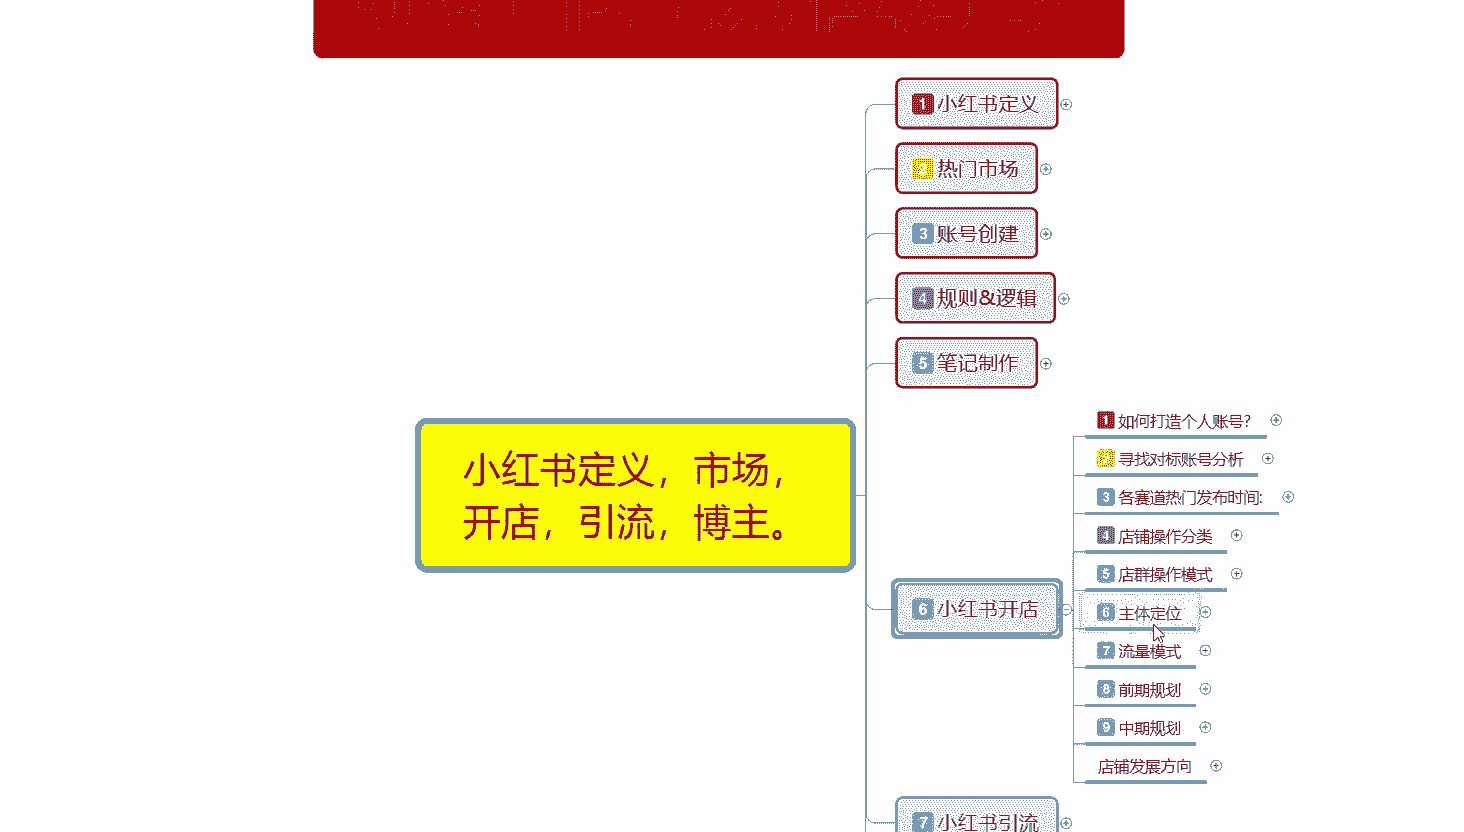 1 小红书定义
2 热门市场
3 账号创建
4 规则&逻辑
5 笔记制作
小红书定义，市场，
开店，引流，博主。
6 小红书开店
1 如何打造个人账号?
2 寻找对标账号分析
3 各赛道热门发布时间:
4 店铺操作分类
5 店群操作模式
6 主体定位
7 流量模式
8 前期规划
9 中期规划
店铺发展方向
7 小红书引流